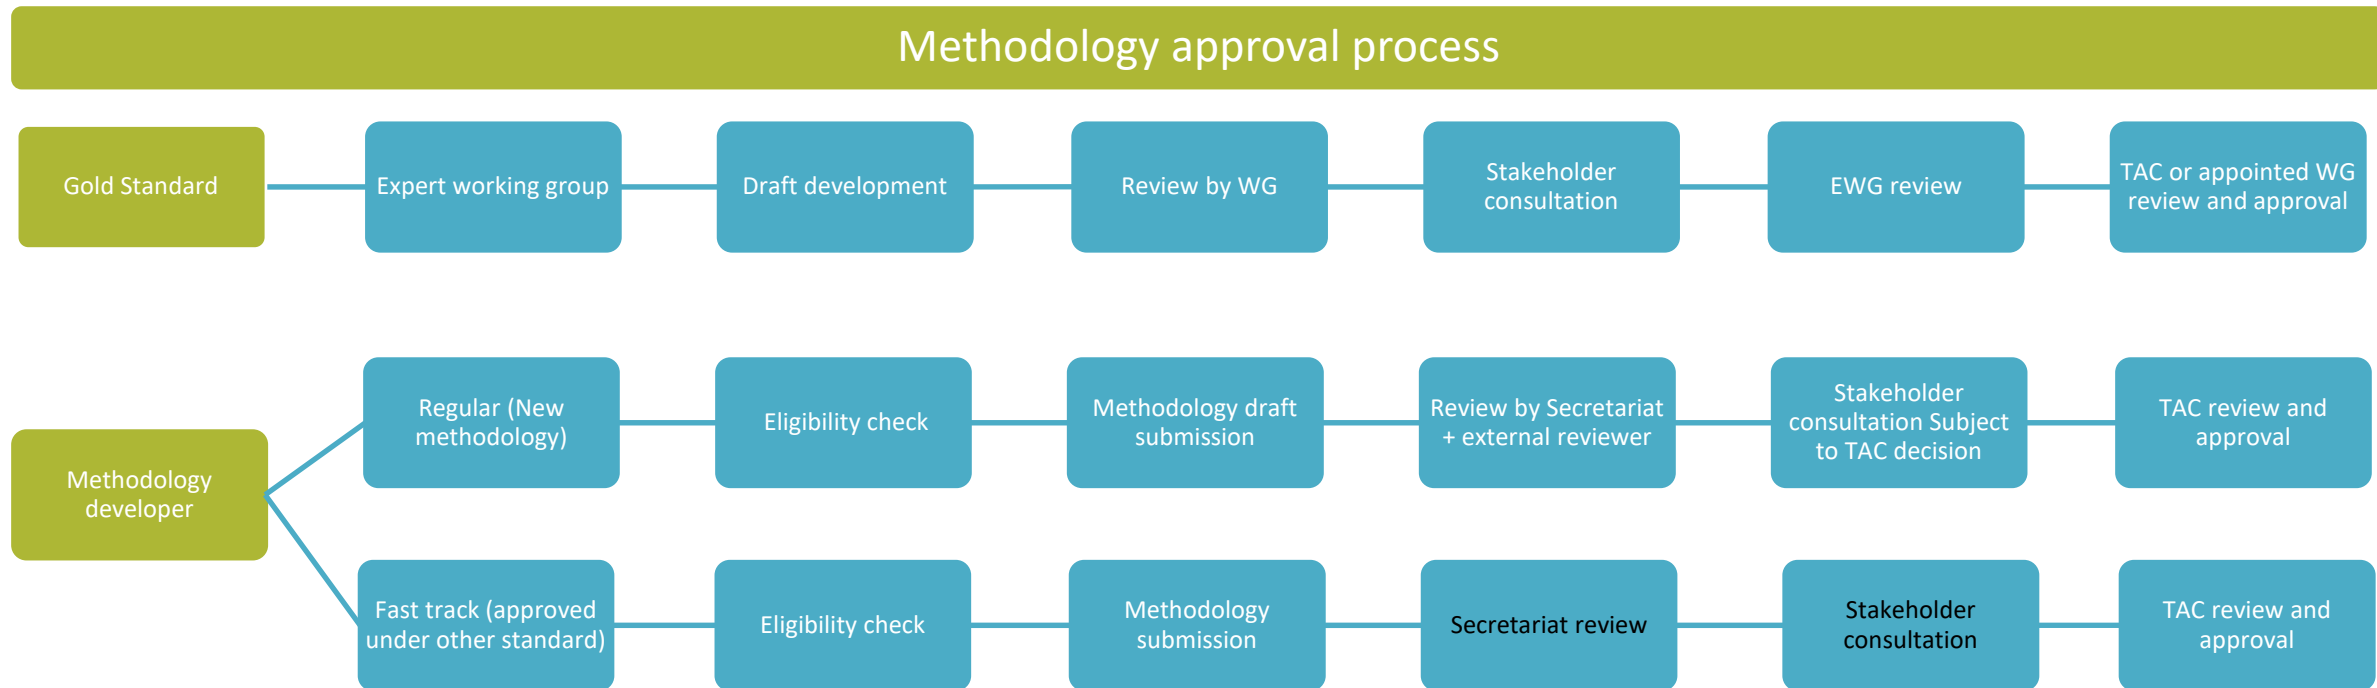 Methodology approval process
Gold Standard
Expert working group
Draft development
Review by WG
Stakeholder
consultation
EWG review
TAC or appointed WG
review and approval
Methodology
developer
Regular (New
methodology)
Eligibility check
Methodology draft
submission
Review by Secretariat
+ external reviewer
Stakeholder
consultation Subject
to TAC decision
TAC review and
approval
Fast track (approved
under other standard)
Eligibility check
Methodology
submission
Secretariat review
Stakeholder
consultation
TAC review and
approval